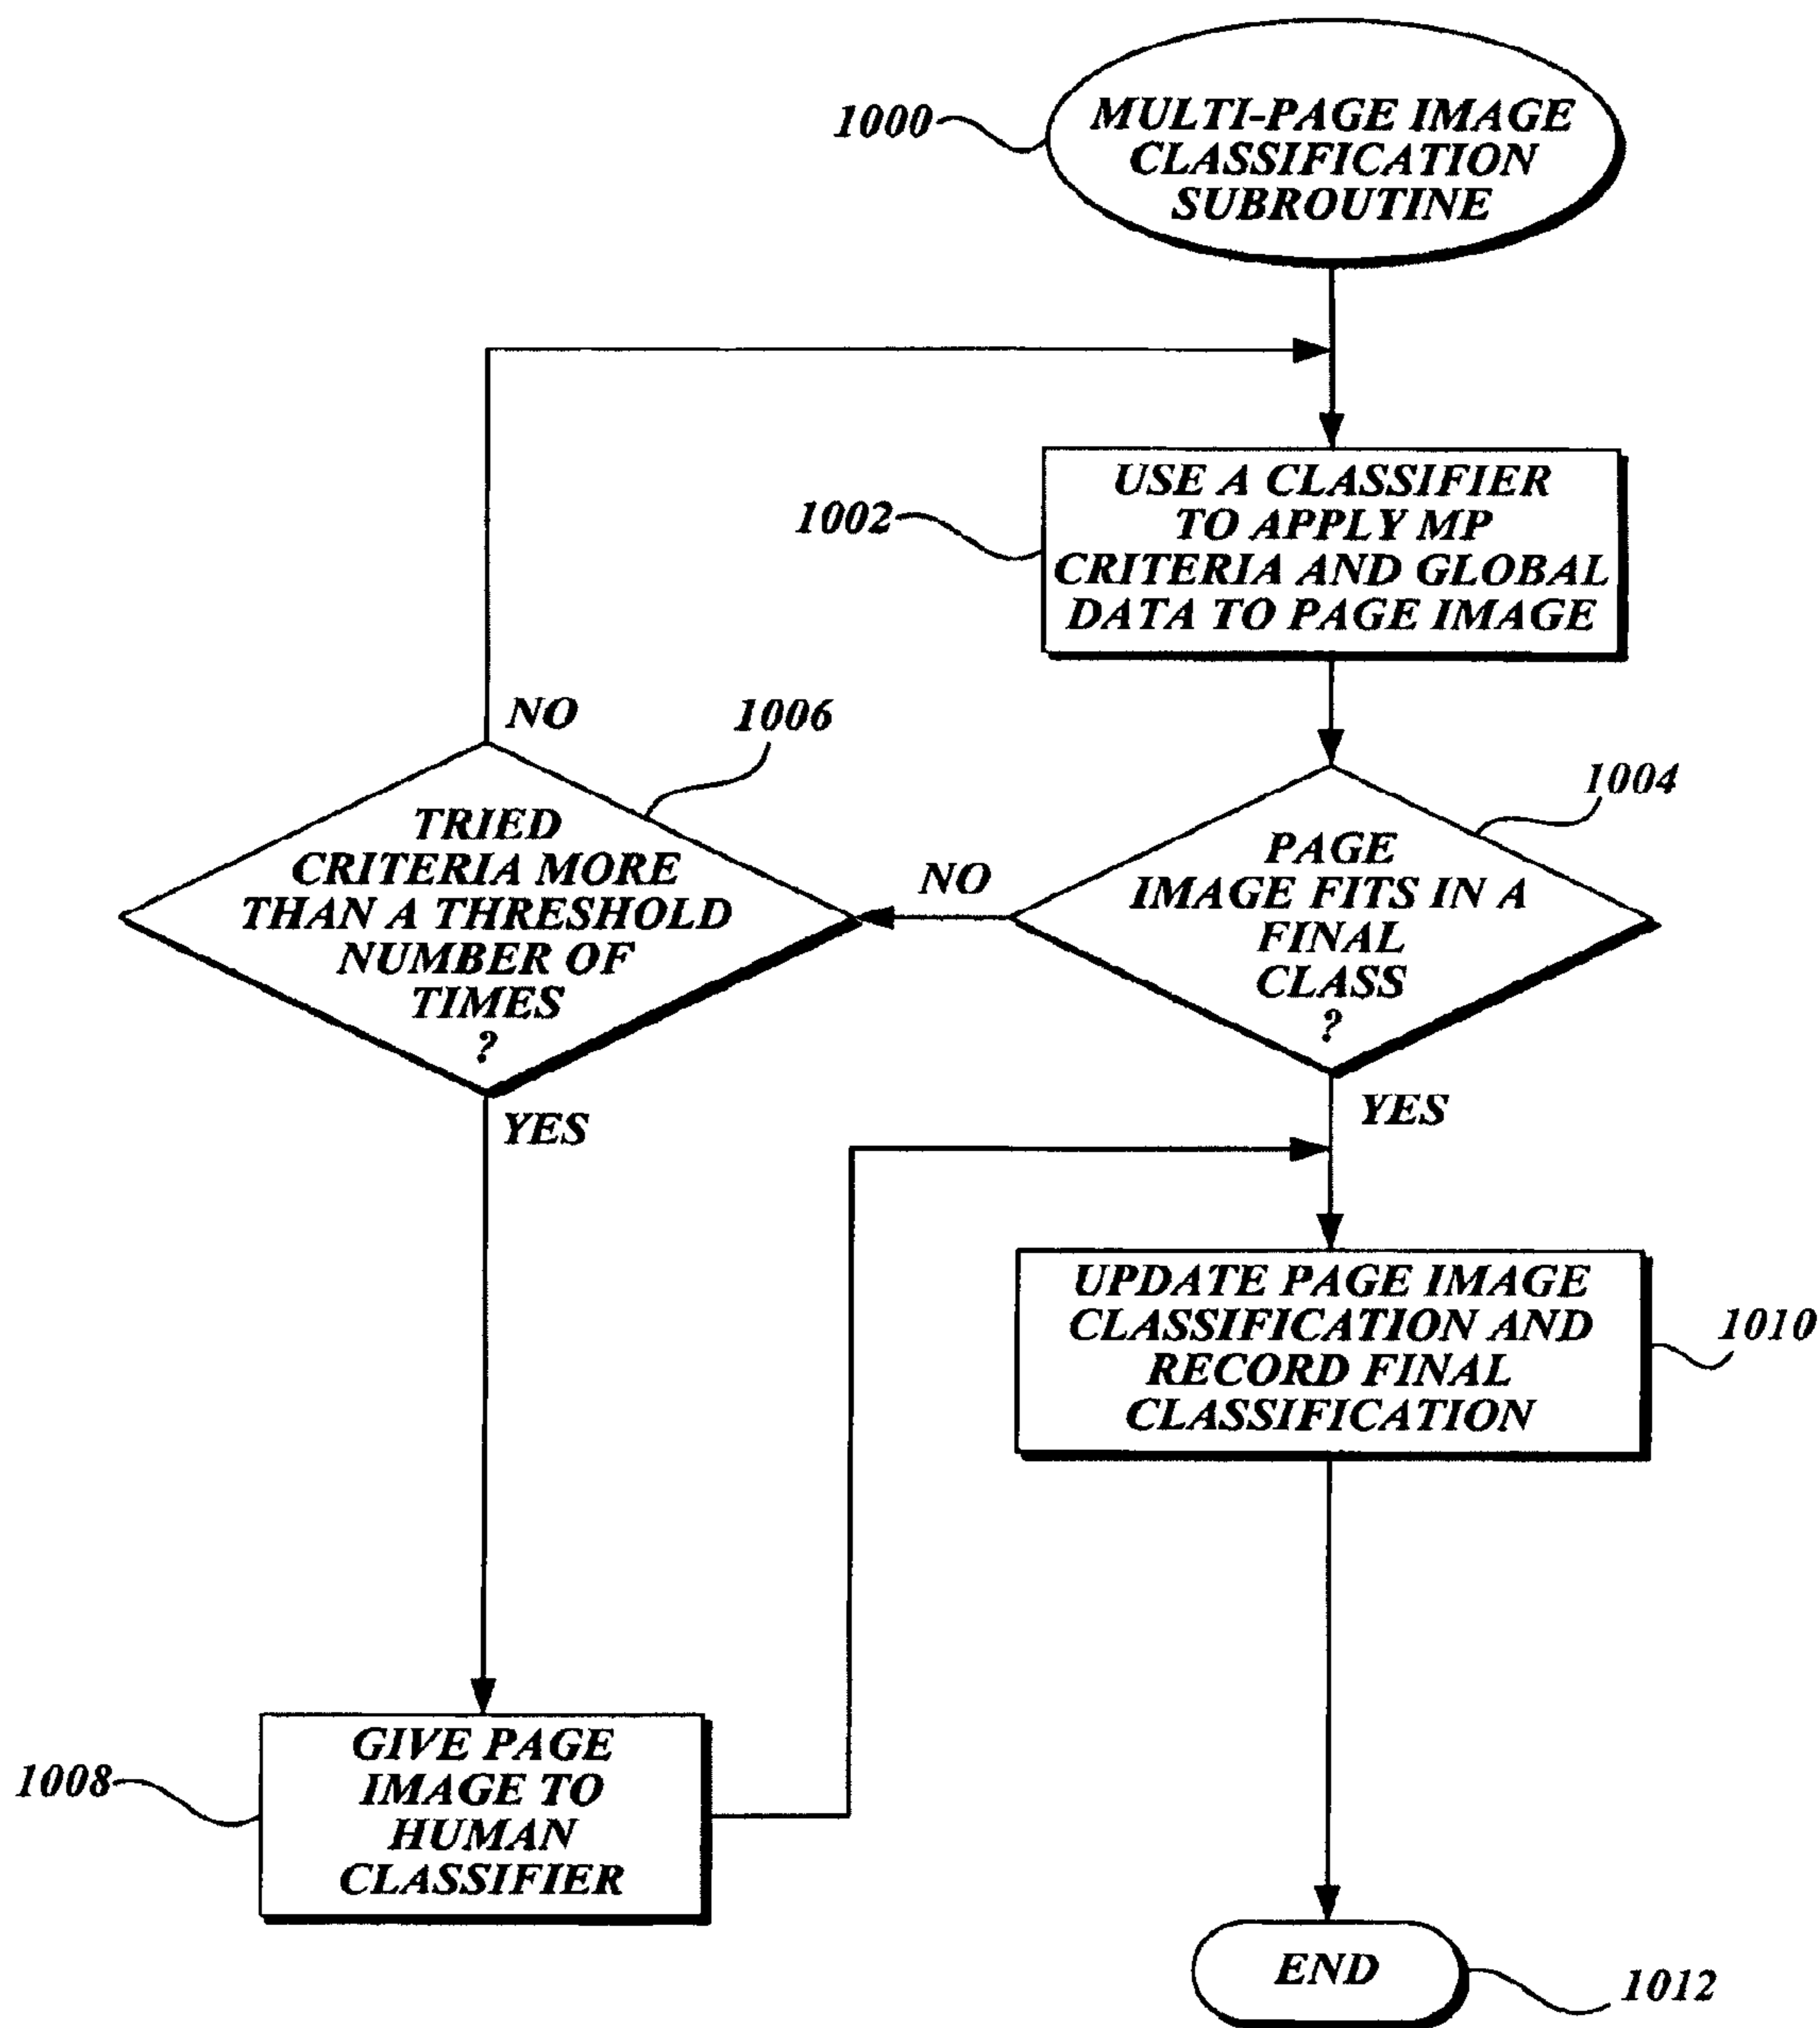 1000
MULTI-PAGE IMAGE
CLASSIFICATION
SUBROUTINE
1002
USE A CLASSIFIER
TO APPLY MP
CRITERIA AND GLOBAL
DATA TO PAGE IMAGE
NO
1006
TRIED
CRITERIA MORE
THAN A THRESHOLD
NUMBER OF
TIMES
?
NO
1004
PAGE
IMAGE FITS IN A
FINAL
CLASS
?
YES
YES
UPDATE PAGE IMAGE
CLASSIFICATION AND
RECORD FINAL
CLASSIFICATION
1010
1008
GIVE PAGE
IMAGE TO
HUMAN
CLASSIFIER
END
1012